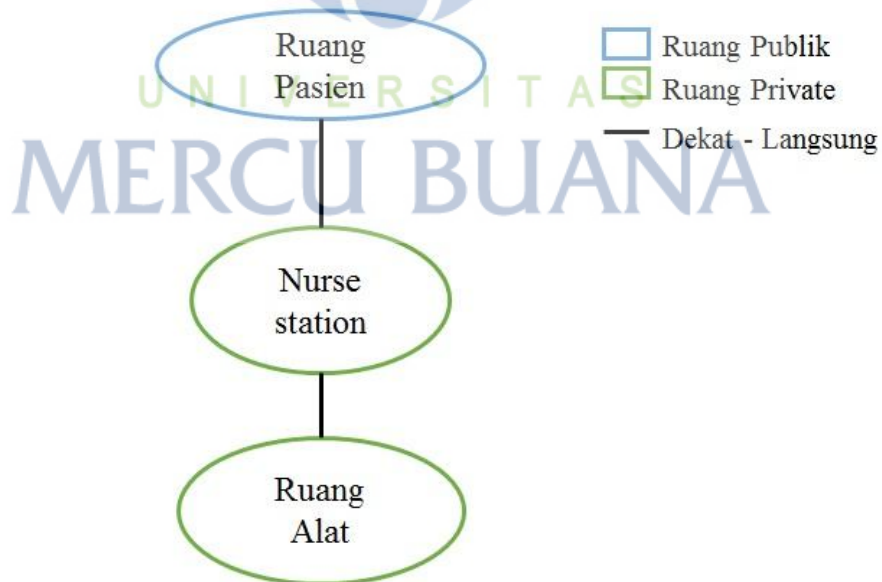 Ruang
Pasien
Ruang Publik
Ruang Private
Dekat - Langsung
UNIVERSITAS
MERCU BUANA
Nurse
station
Ruang
Alat